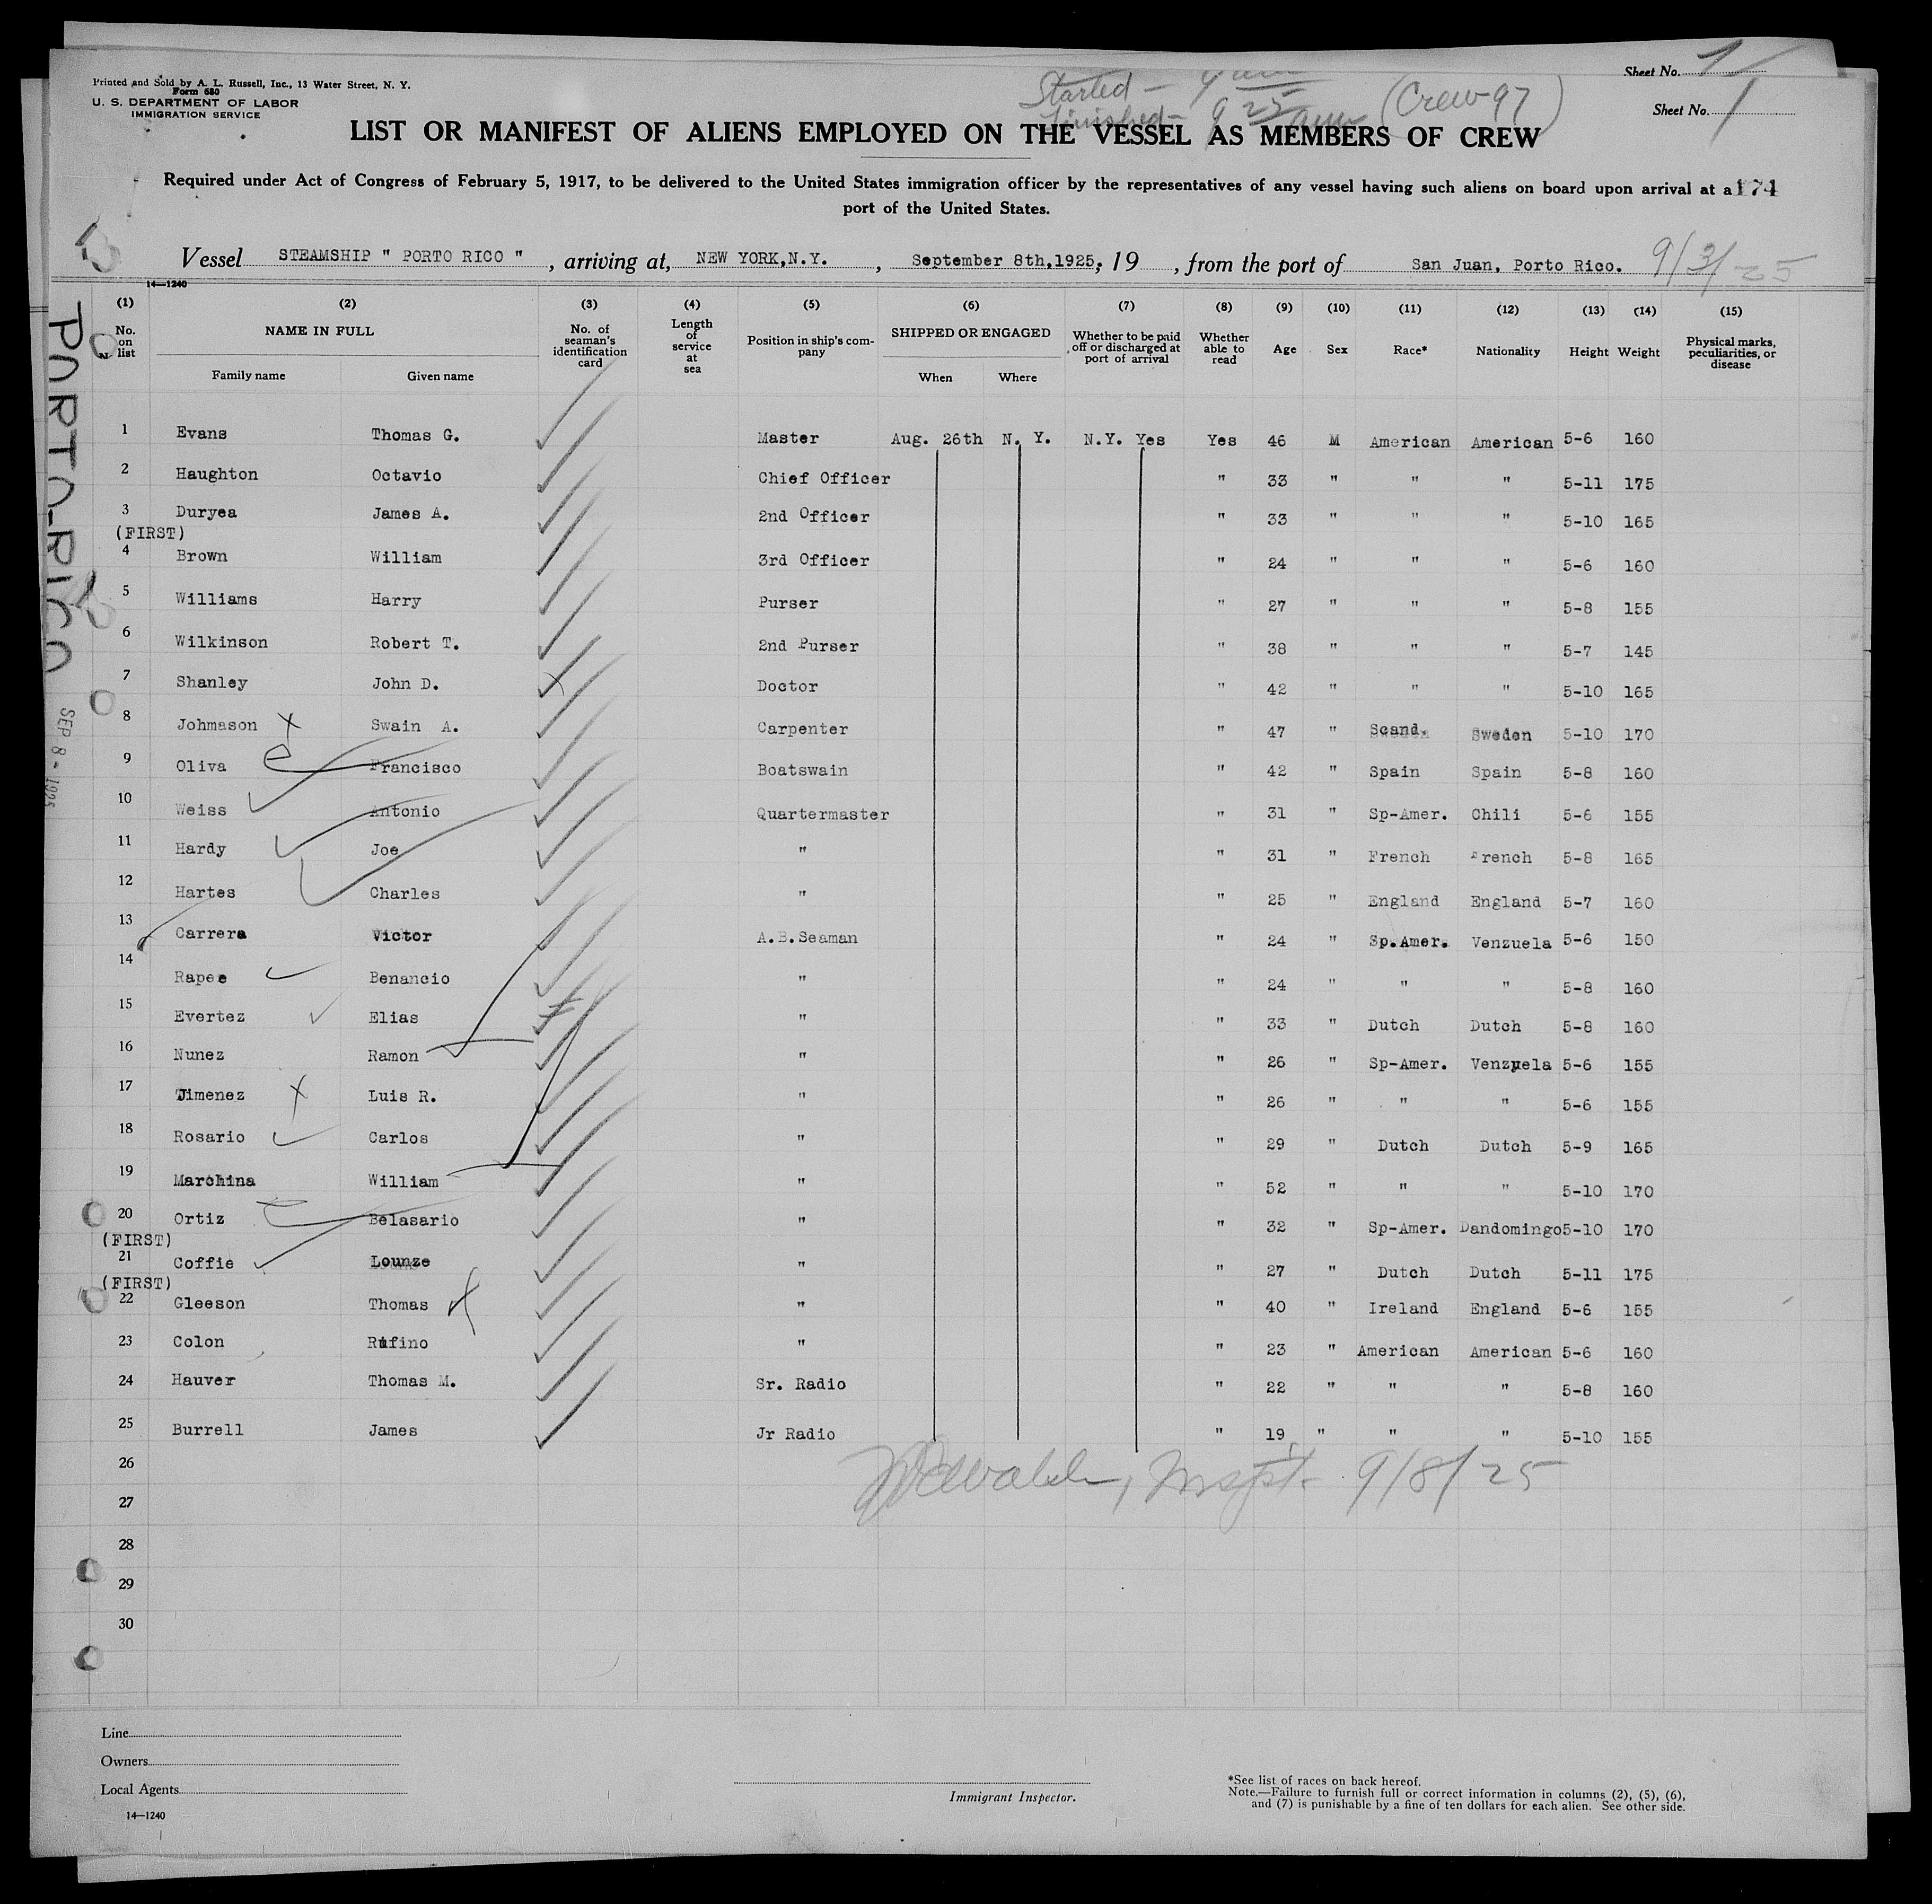 Sheet No. 1
Printed and Sold by A. L. Russell, Inc., 13 Water Street, N. Y.
Form 680
U. S. DEPARTMENT OF LABOR
IMMIGRATION SERVICE
Started -
finished - 9 25 am (Crew 97)
Sheet No. 1
LIST OR MANIFEST OF ALIENS EMPLOYED ON THE VESSEL AS MEMBERS OF CREW
Required under Act of Congress of February 5, 1917, to be delivered to the United States immigration officer by the representatives of any vessel having such aliens on board upon arrival at a 174
port of the United States.
Vessel STEAMSHIP " PORTO RICO " , arriving at, NEW YORK,N.Y. , September 8th,1925, 19 , from the port of San Juan, Porto Rico. 9/3/25
14—1240
(1) (2) (3) (4) (5) (6) (7) (8) (9) (10) (11) (12) (13) (14) (15)
No. on list NAME IN FULL Family name Given name No. of seaman's identification card Length of service at sea Position in ship's company SHIPPED OR ENGAGED When Where Whether to be paid off or discharged at port of arrival Whether able to read Age Sex Race* Nationality Height Weight Physical marks, peculiarities, or disease
1 Evans Thomas G. Master Aug. 26th N. Y. N.Y. Yes Yes 46 M American American 5-6 160
2 Haughton Octavio Chief Officer " 33 " " " 5-11 175
3 Duryea James A. 2nd Officer " 33 " " " 5-10 165
(FIRST)
4 Brown William 3rd Officer " 24 " " " 5-6 160
5 Williams Harry Purser " 27 " " " 5-8 155
6 Wilkinson Robert T. 2nd Purser " 38 " " " 5-7 145
7 Shanley John D. Doctor " 42 " " " 5-10 165
8 Johmason X Swain A. Carpenter " 47 " Scand. Sweden 5-10 170
9 Oliva Francisco Boatswain " 42 " Spain Spain 5-8 160
10 Weiss Antonio Quartermaster " 31 " Sp-Amer. Chili 5-6 155
11 Hardy Joe " " 31 " French French 5-8 165
12 Hartes Charles " " 25 " England England 5-7 160
13 Carrera Victor A.B.Seaman " 24 " Sp.Amer. Venzuela 5-6 150
14 Rapee Benancio " " 24 " " " 5-8 160
15 Evertez Elias " " 33 " Dutch Dutch 5-8 160
16 Nunez Ramon " " 26 " Sp-Amer. Venzuela 5-6 155
17 Jimenez X Luis R. " " 26 " " " 5-6 155
18 Rosario Carlos " " 29 " Dutch Dutch 5-9 165
19 Marchina William " " 52 " " " 5-10 170
20 Ortiz Belasario " " 32 " Sp-Amer. Dandomingo 5-10 170
(FIRST)
21 Coffie Lounze " " 27 " Dutch Dutch 5-11 175
(FIRST)
22 Gleeson Thomas " " 40 " Ireland England 5-6 155
23 Colon Rufino " " 23 " American American 5-6 160
24 Hauver Thomas M. Sr. Radio " 22 " " " 5-8 160
25 Burrell James Jr Radio " 19 " " " 5-10 155
26
Inspt. 9/8/25
27
28
29
30
PORTO-RICO
SEP 8 - 1925
Line
Owners
Local Agents
14—1240
Immigrant Inspector.
*See list of races on back hereof.
Note.—Failure to furnish full or correct information in columns (2), (5), (6),
and (7) is punishable by a fine of ten dollars for each alien. See other side.